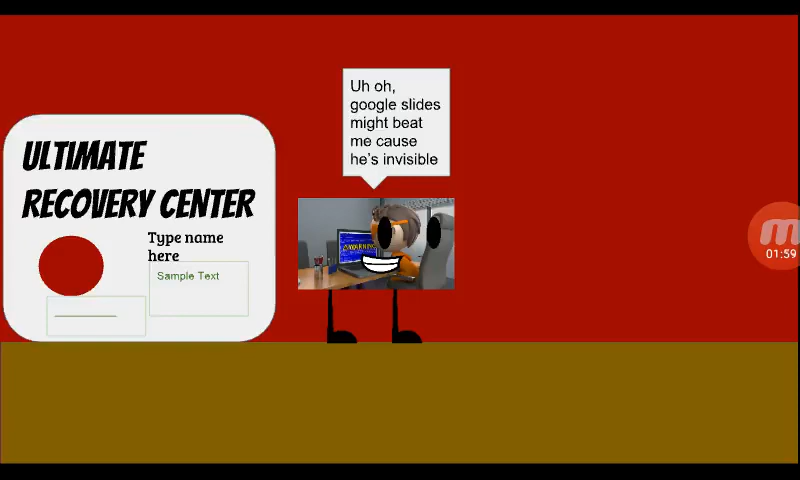 Uh oh,
google slides
might beat
me cause
he's invisible
ULTIMATE
RECOVERY CENTER
Type name
here
Sample Text
WARNING
01:59